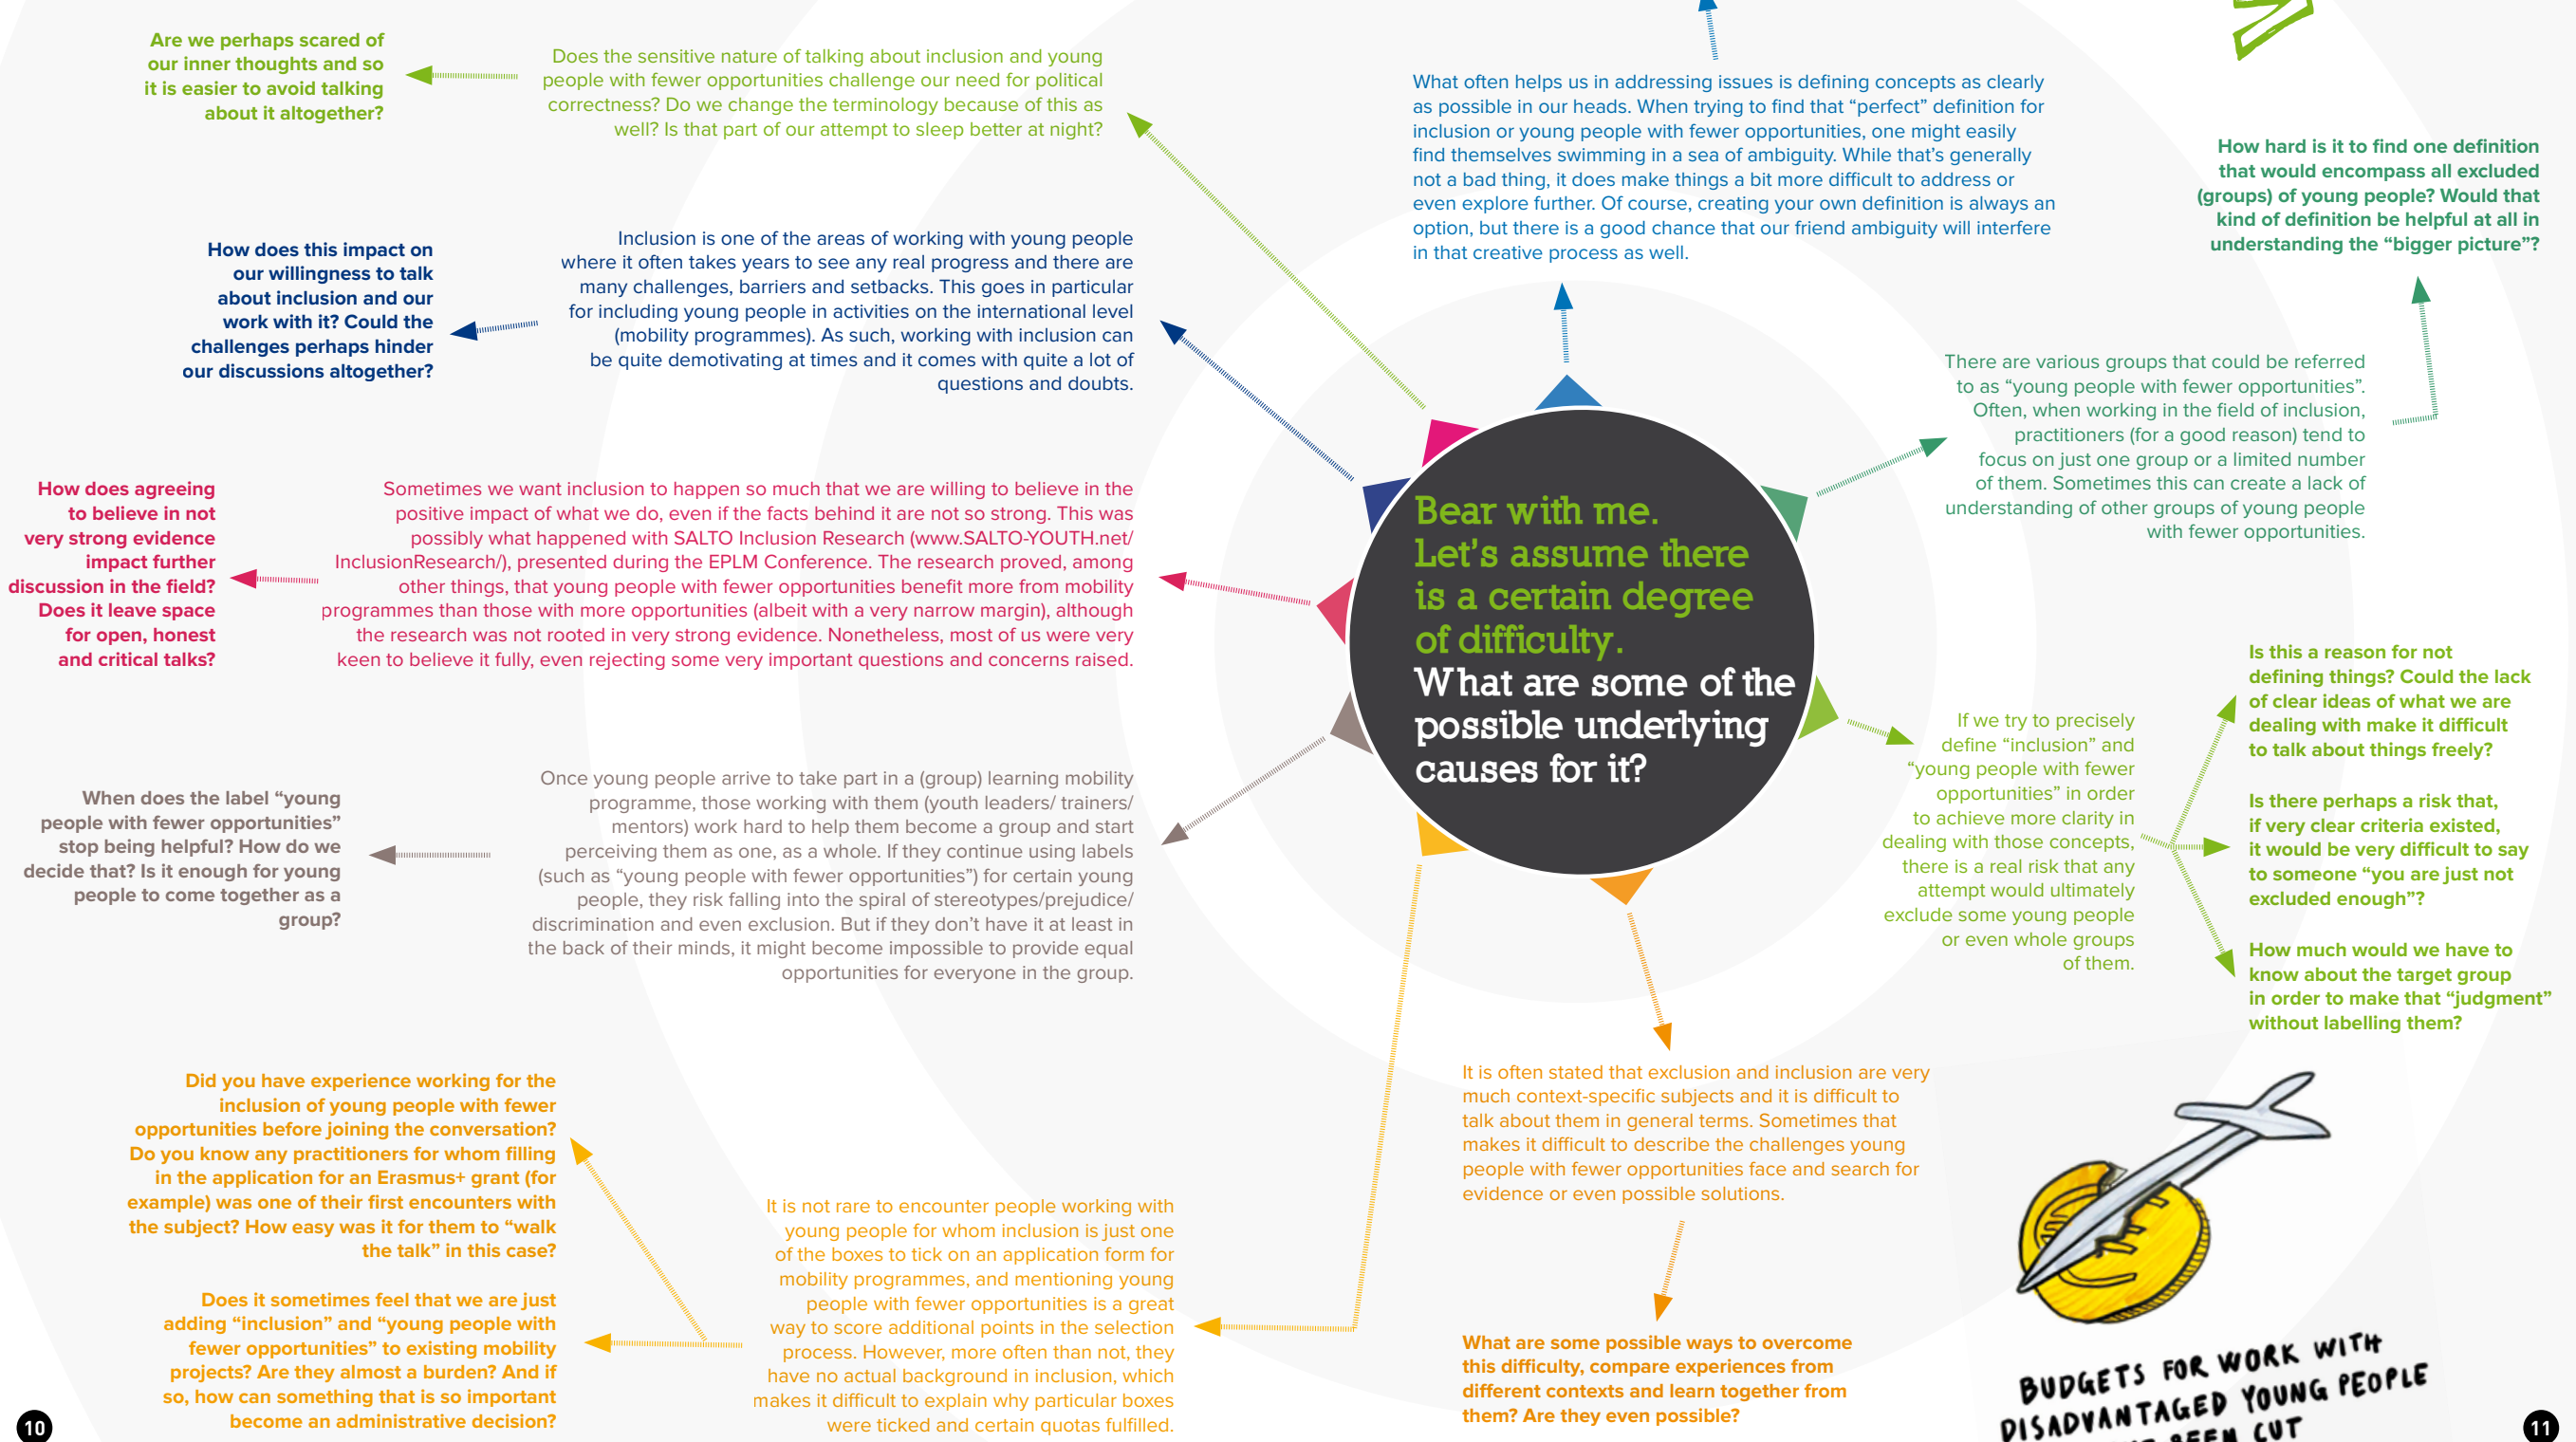 Are we perhaps scared of
our inner thoughts and so
it is easier to avoid talking
about it altogether?
Does the sensitive nature of talking about inclusion and young
people with fewer opportunities challenge our need for political
correctness? Do we change the terminology because of this as
well? Is that part of our attempt to sleep better at night?
How does this impact on
our willingness to talk
about inclusion and our
work with it? Could the
challenges perhaps hinder
our discussions altogether?
Inclusion is one of the areas of working with young people
where it often takes years to see any real progress and there are
many challenges, barriers and setbacks. This goes in particular
for including young people in activities on the international level
(mobility programmes). As such, working with inclusion can
be quite demotivating at times and it comes with quite a lot of
questions and doubts.
How does agreeing
to believe in not
very strong evidence
impact further
discussion in the field?
Does it leave space
for open, honest
and critical talks?
Sometimes we want inclusion to happen so much that we are willing to believe in the
positive impact of what we do, even if the facts behind it are not so strong. This was
possibly what happened with SALTO Inclusion Research (www.SALTO-YOUTH.net/
InclusionResearch/), presented during the EPLM Conference. The research proved, among
other things, that young people with fewer opportunities benefit more from mobility
programmes than those with more opportunities (albeit with a very narrow margin), although
the research was not rooted in very strong evidence. Nonetheless, most of us were very
keen to believe it fully, even rejecting some very important questions and concerns raised.
When does the label “young
people with fewer opportunities”
stop being helpful? How do we
decide that? Is it enough for young
people to come together as a
group?
Once young people arrive to take part in a (group) learning mobility
programme, those working with them (youth leaders/ trainers/
mentors) work hard to help them become a group and start
perceiving them as one, as a whole. If they continue using labels
(such as “young people with fewer opportunities”) for certain young
people, they risk falling into the spiral of stereotypes/prejudice/
discrimination and even exclusion. But if they don’t have it at least in
the back of their minds, it might become impossible to provide equal
opportunities for everyone in the group.
Did you have experience working for the
inclusion of young people with fewer
opportunities before joining the conversation?
Do you know any practitioners for whom filling
in the application for an Erasmus+ grant (for
example) was one of their first encounters with
the subject? How easy was it for them to “walk
the talk” in this case?
Does it sometimes feel that we are just
adding “inclusion” and “young people with
fewer opportunities” to existing mobility
projects? Are they almost a burden? And if
so, how can something that is so important
become an administrative decision?
It is not rare to encounter people working with
young people for whom inclusion is just one
of the boxes to tick on an application form for
mobility programmes, and mentioning young
people with fewer opportunities is a great
way to score additional points in the selection
process. However, more often than not, they
have no actual background in inclusion, which
makes it difficult to explain why particular boxes
were ticked and certain quotas fulfilled.
10
What often helps us in addressing issues is defining concepts as clearly
as possible in our heads. When trying to find that “perfect” definition for
inclusion or young people with fewer opportunities, one might easily
find themselves swimming in a sea of ambiguity. While that’s generally
not a bad thing, it does make things a bit more difficult to address or
even explore further. Of course, creating your own definition is always an
option, but there is a good chance that our friend ambiguity will interfere
in that creative process as well.
How hard is it to find one definition
that would encompass all excluded
(groups) of young people? Would that
kind of definition be helpful at all in
understanding the “bigger picture”?
There are various groups that could be referred
to as “young people with fewer opportunities”.
Often, when working in the field of inclusion,
practitioners (for a good reason) tend to
focus on just one group or a limited number
of them. Sometimes this can create a lack of
understanding of other groups of young people
with fewer opportunities.
Bear with me.
Let’s assume there
is a certain degree
of difficulty.
What are some of the
possible underlying
causes for it?
If we try to precisely
define “inclusion” and
“young people with fewer
opportunities” in order
to achieve more clarity in
dealing with those concepts,
there is a real risk that any
attempt would ultimately
exclude some young people
or even whole groups
of them.
Is this a reason for not
defining things? Could the lack
of clear ideas of what we are
dealing with make it difficult
to talk about things freely?
Is there perhaps a risk that,
if very clear criteria existed,
it would be very difficult to say
to someone “you are just not
excluded enough”?
How much would we have to
know about the target group
in order to make that “judgment”
without labelling them?
It is often stated that exclusion and inclusion are very
much context-specific subjects and it is difficult to
talk about them in general terms. Sometimes that
makes it difficult to describe the challenges young
people with fewer opportunities face and search for
evidence or even possible solutions.
What are some possible ways to overcome
this difficulty, compare experiences from
different contexts and learn together from
them? Are they even possible?
BUDGETS FOR WORK WITH
DISADVANTAGED YOUNG PEOPLE
BEEN CUT
11